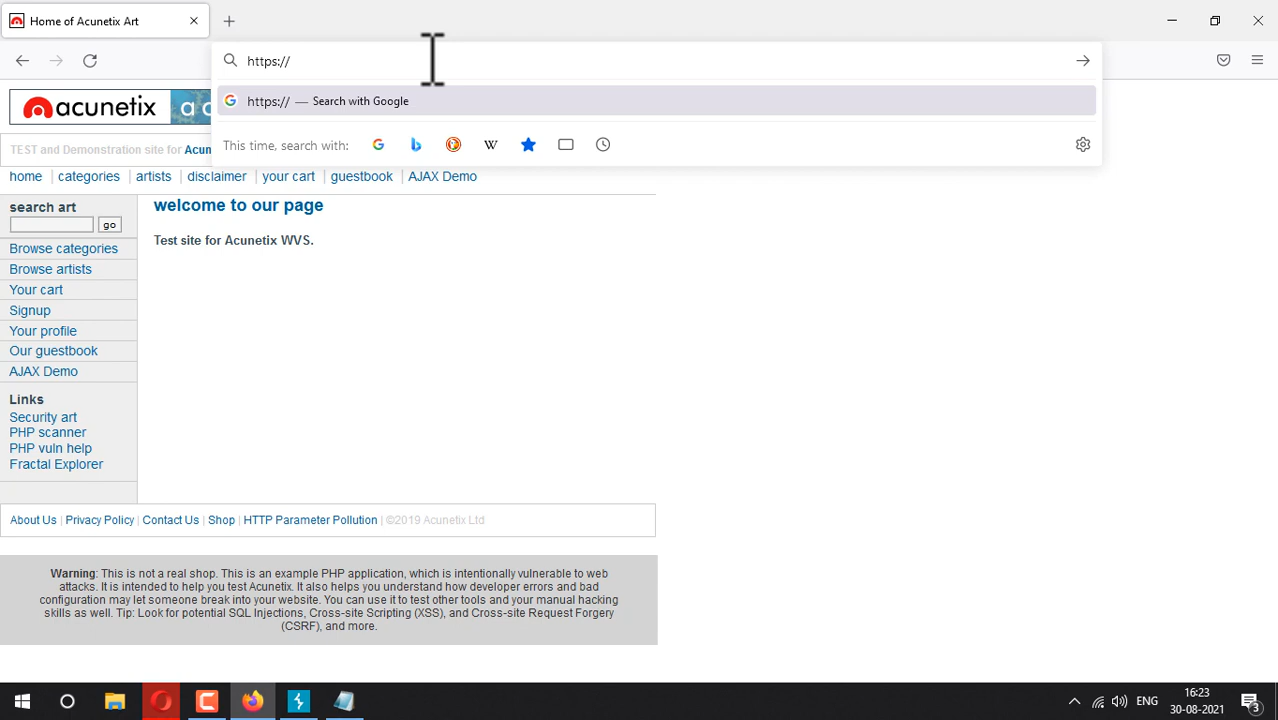 Home of Acunetix Art
https://
https:// — Search with Google
This time, search with:
acunetix a
TEST and Demonstration site for Acun
home | categories | artists | disclaimer | your cart | guestbook | AJAX Demo
search art
go
Browse categories
Browse artists
Your cart
Signup
Your profile
Our guestbook
AJAX Demo
Links
Security art
PHP scanner
PHP vuln help
Fractal Explorer
welcome to our page
Test site for Acunetix WVS.
About Us | Privacy Policy | Contact Us | Shop | HTTP Parameter Pollution | ©2019 Acunetix Ltd
Warning: This is not a real shop. This is an example PHP application, which is intentionally vulnerable to web
attacks. It is intended to help you test Acunetix. It also helps you understand how developer errors and bad
configuration may let someone break into your website. You can use it to test other tools and your manual hacking
skills as well. Tip: Look for potential SQL Injections, Cross-site Scripting (XSS), and Cross-site Request Forgery
(CSRF), and more.
ENG
16:23
30-08-2021
3